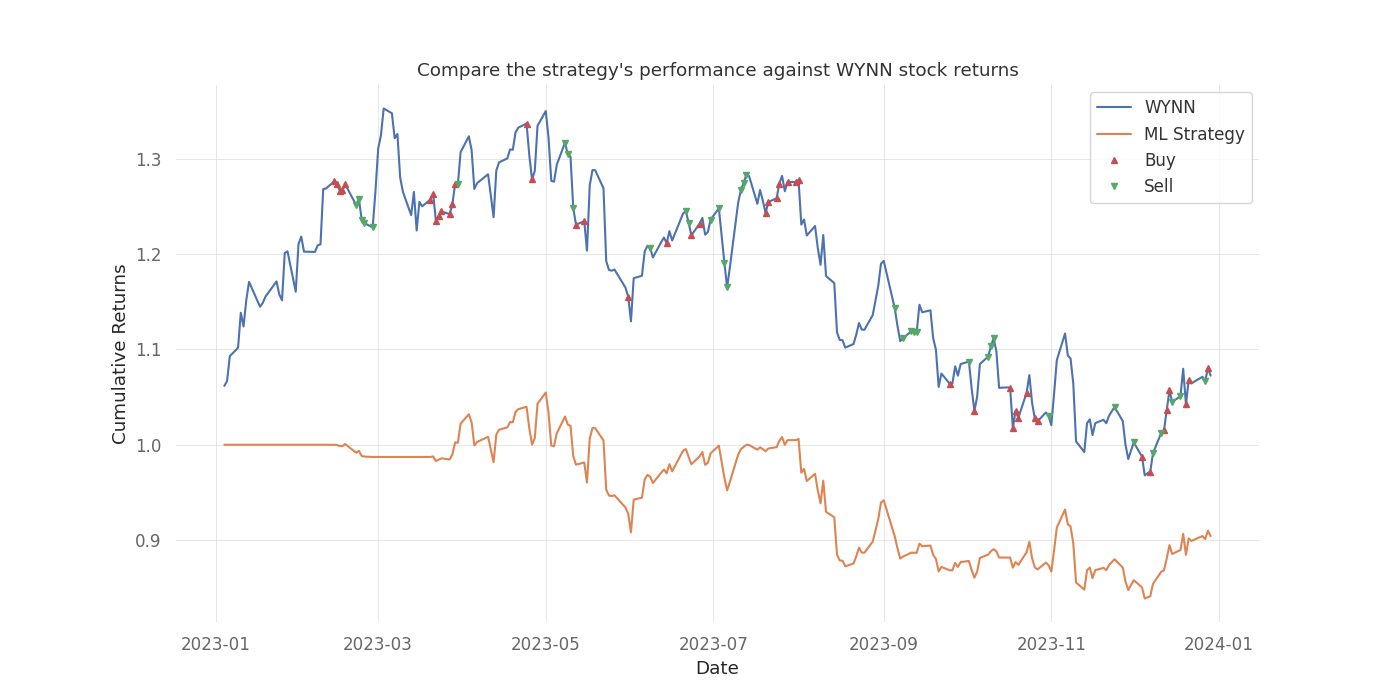 Compare the strategy's performance against WYNN stock returns
WYNN
ML Strategy
Buy
Sell
Cumulative Returns
1.3
1.2
1.1
1.0
0.9
2023-01
2023-03
2023-05
2023-07
2023-09
2023-11
2024-01
Date